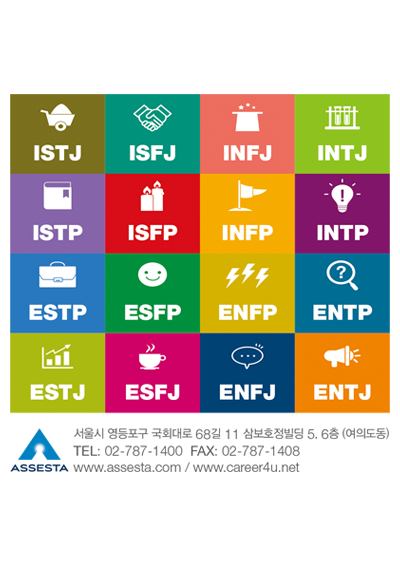 ISTJ ISFJ INFJ INTJ
ISTP ISFP INFP INTP
ESTP ESFP ENFP ENTP
ESTJ ESFJ ENFJ ENTJ
서울시 영등포구 국회대로 68길 11 삼보호정빌딩 5, 6층 (여의도동)
TEL: 02-787-1400 FAX: 02-787-1408
ASSESTA www.assesta.com / www.career4u.net